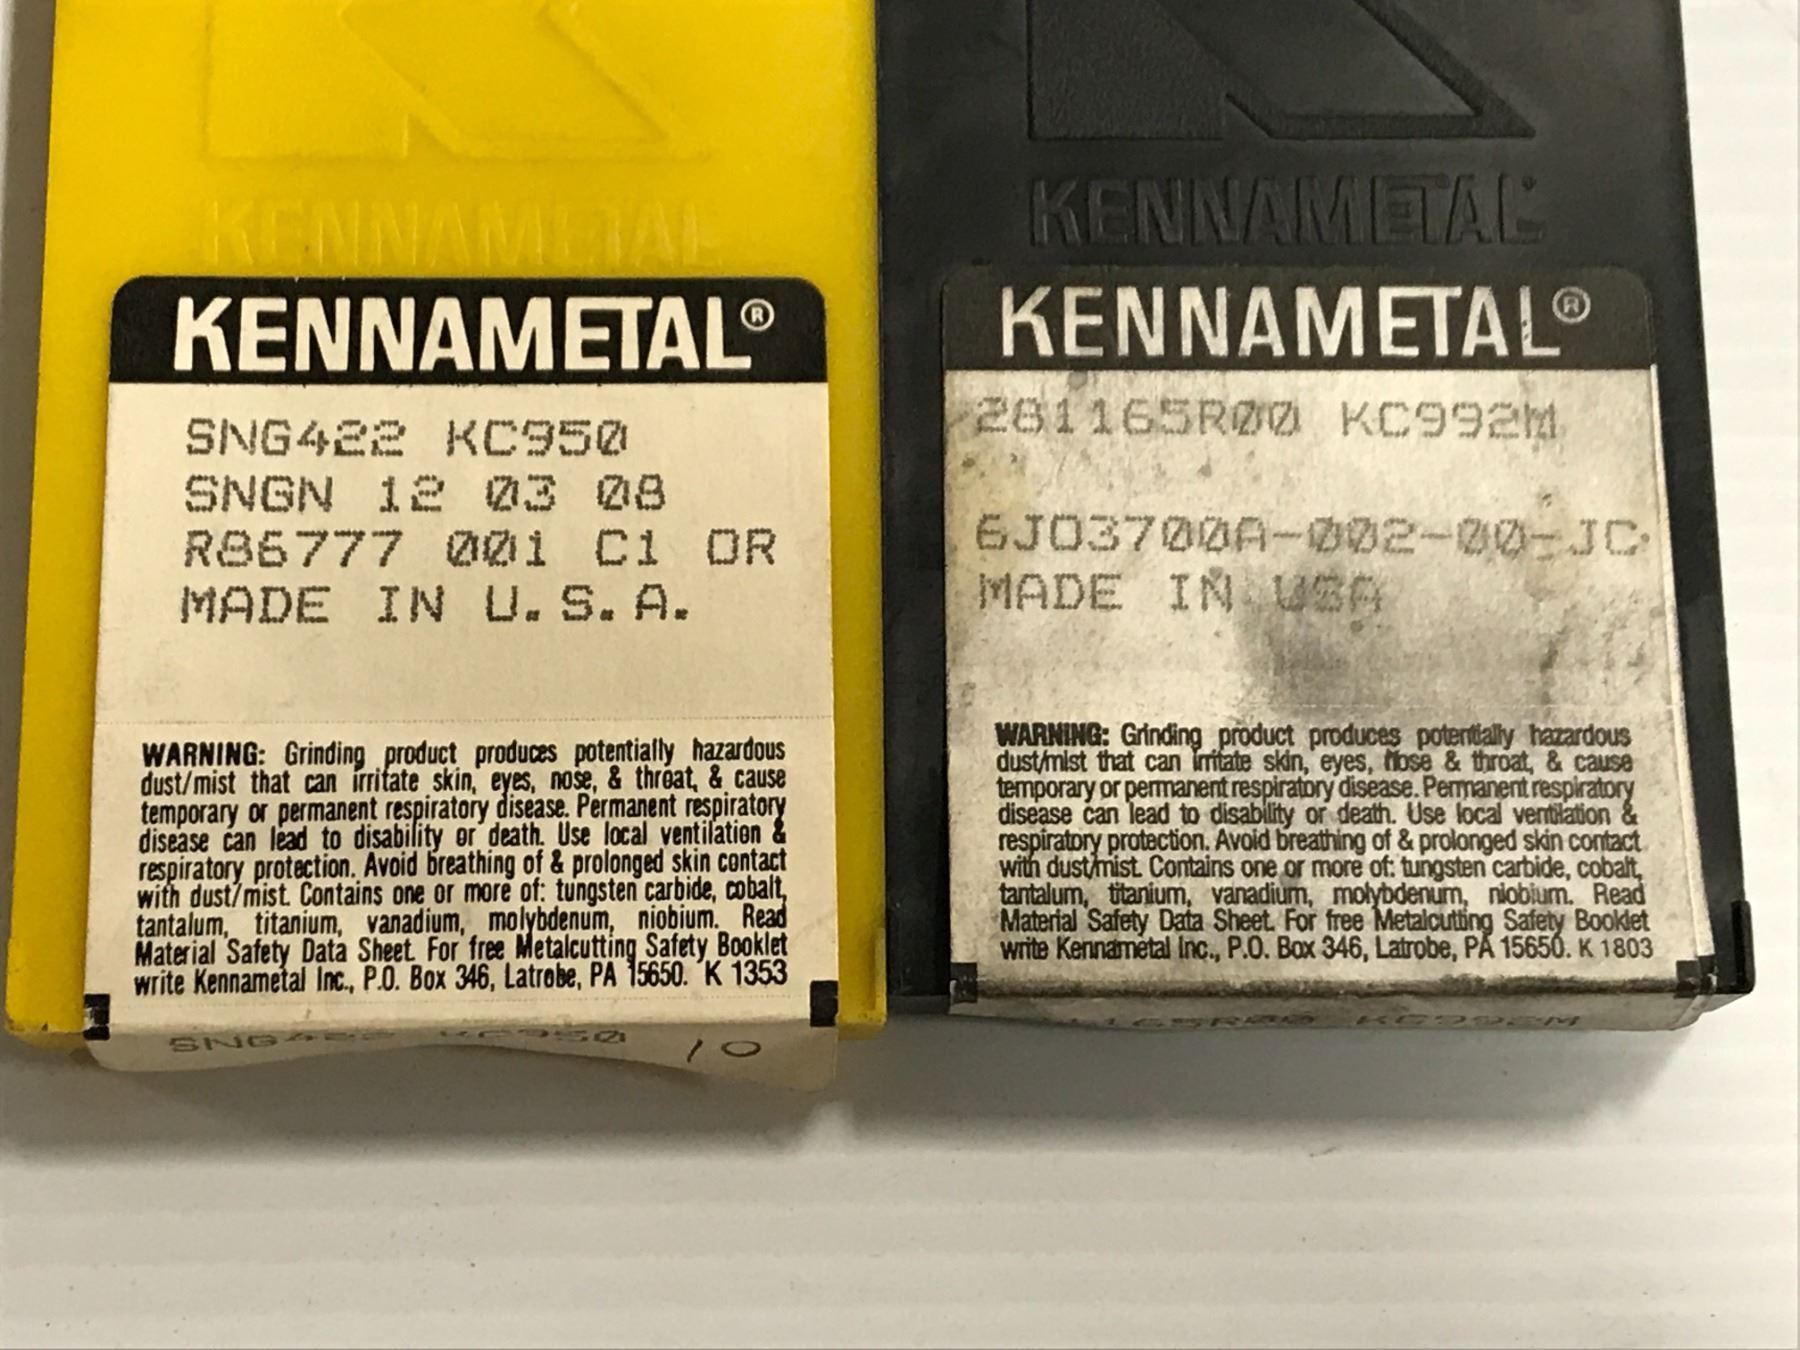 KENNAMETAL
KENNAMETAL®
SNG422 KC950
SNGN 12 03 08
R86777 001 C1 OR
MADE IN U.S.A.
WARNING: Grinding product produces potentially hazardous
dust/mist that can irritate skin, eyes, nose, & throat, & cause
temporary or permanent respiratory disease. Permanent respiratory
disease can lead to disability or death. Use local ventilation &
respiratory protection. Avoid breathing of & prolonged skin contact
with dust/mist. Contains one or more of: tungsten carbide, cobalt,
tantalum, titanium, vanadium, molybdenum, niobium. Read
Material Safety Data Sheet. For free Metalcutting Safety Booklet
write Kennametal Inc., P.O. Box 346, Latrobe, PA 15650. K 1353
SNG422 KC950 10
KENNAMETAL
KENNAMETAL®
281165R00 KC992M
6JO3700A-002-00-JC
MADE IN USA
WARNING: Grinding product produces potentially hazardous
dust/mist that can irritate skin, eyes, nose & throat, & cause
temporary or permanent respiratory disease. Permanent respiratory
disease can lead to disability or death. Use local ventilation &
respiratory protection. Avoid breathing of & prolonged skin contact
with dust/mist. Contains one or more of: tungsten carbide, cobalt,
tantalum, titanium, vanadium, molybdenum, niobium. Read
Material Safety Data Sheet. For free Metalcutting Safety Booklet
write Kennametal Inc., P.O. Box 346, Latrobe, PA 15650. K 1803
KC992M